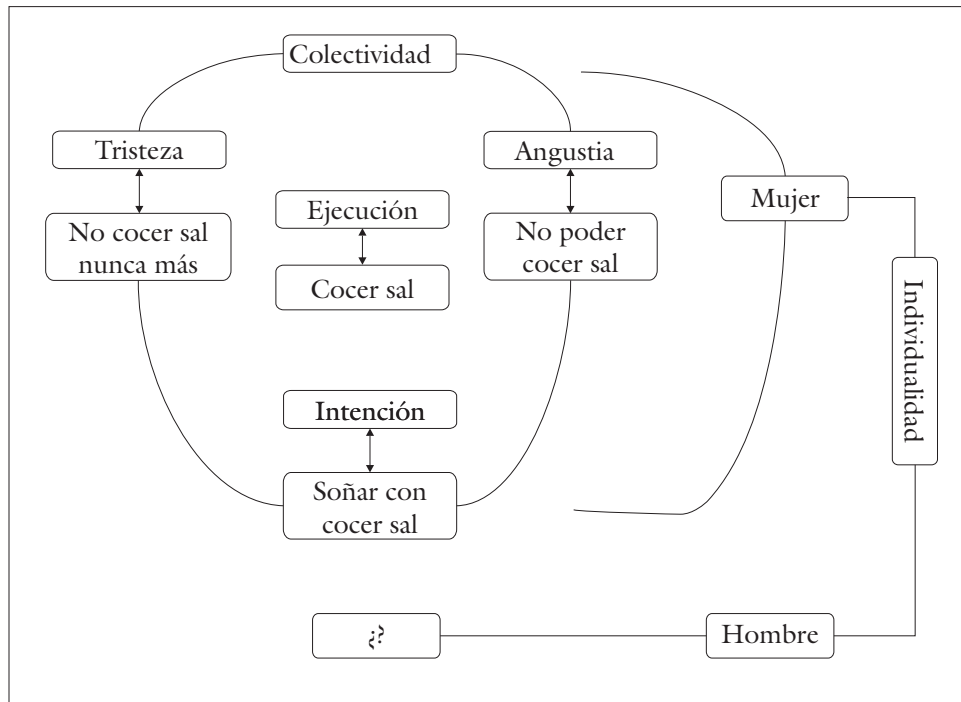 Colectividad
Tristeza
Angustia
Ejecución
Mujer
No cocer sal
nunca más
No poder
cocer sal
Cocer sal
Individualidad
Intención
Soñar con
cocer sal
¿?
Hombre